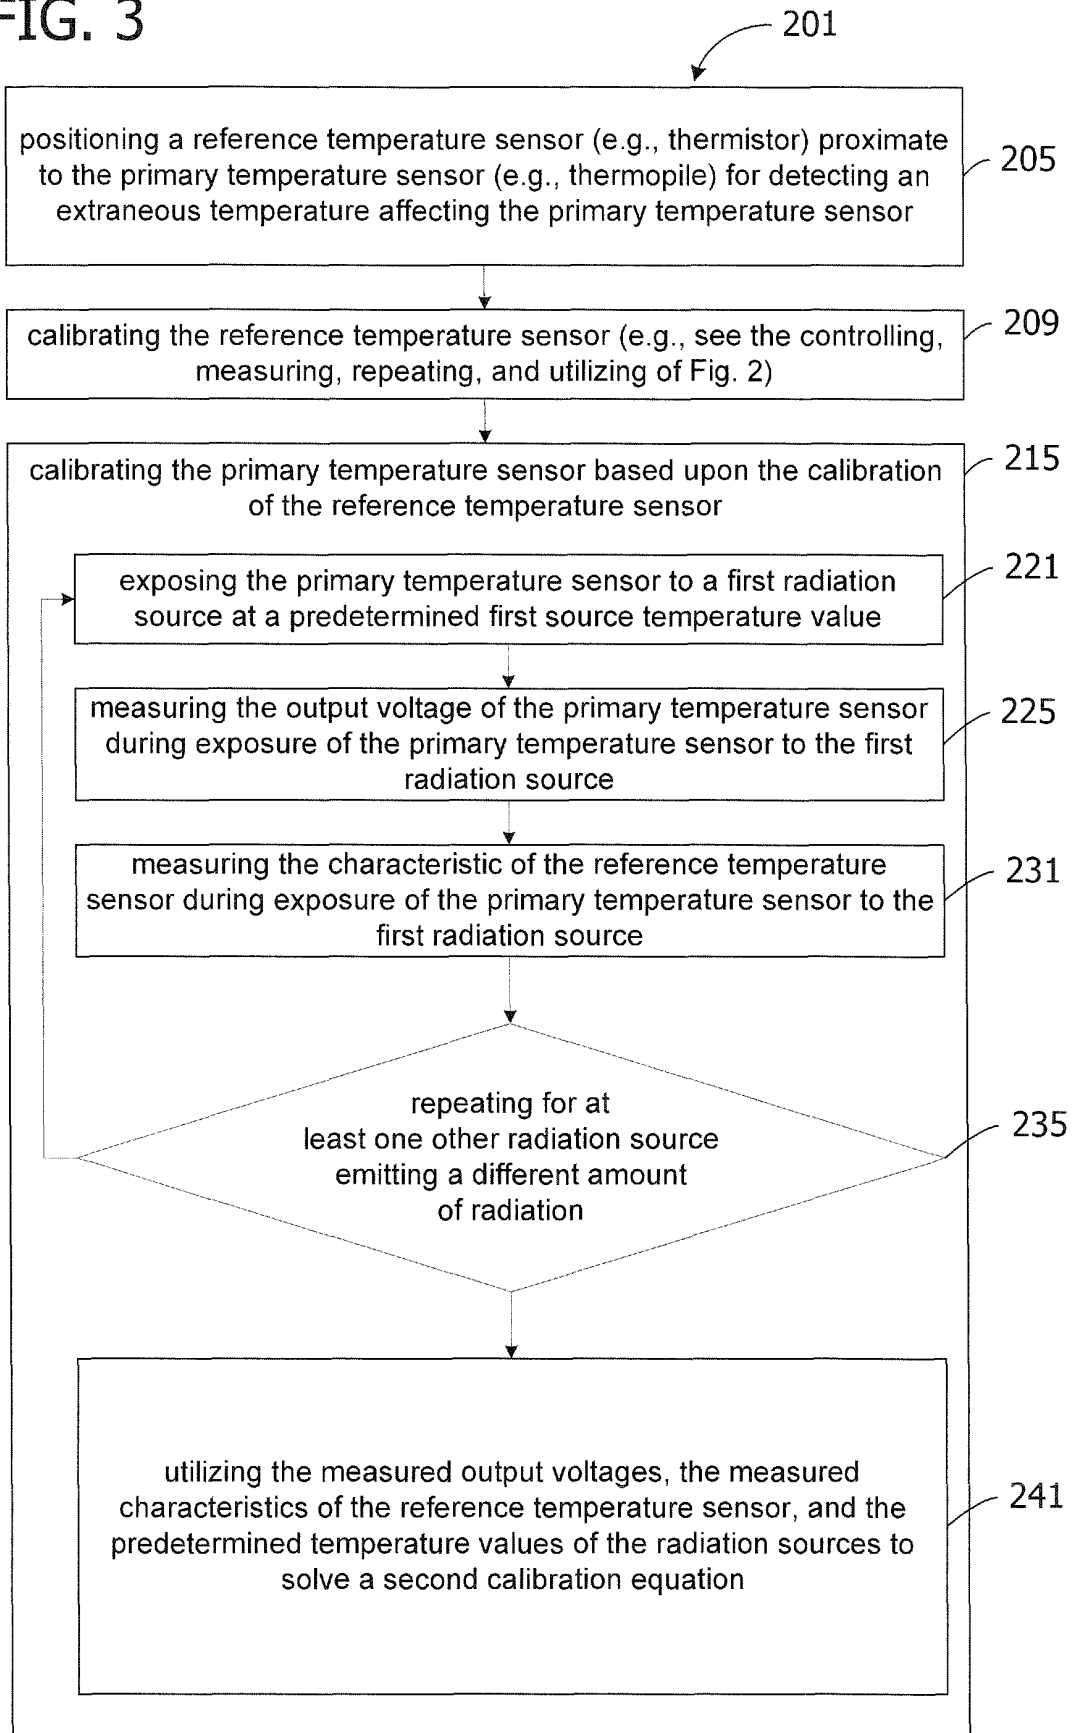 FIG. 3
201
positioning a reference temperature sensor (e.g., thermistor) proximate
to the primary temperature sensor (e.g., thermopile) for detecting an
extraneous temperature affecting the primary temperature sensor
205
calibrating the reference temperature sensor (e.g., see the controlling,
measuring, repeating, and utilizing of Fig. 2)
209
calibrating the primary temperature sensor based upon the calibration
of the reference temperature sensor
215
exposing the primary temperature sensor to a first radiation
source at a predetermined first source temperature value
221
measuring the output voltage of the primary temperature sensor
during exposure of the primary temperature sensor to the first
radiation source
225
measuring the characteristic of the reference temperature
sensor during exposure of the primary temperature sensor to the
first radiation source
231
repeating for at
least one other radiation source
emitting a different amount
of radiation
235
utilizing the measured output voltages, the measured
characteristics of the reference temperature sensor, and the
predetermined temperature values of the radiation sources to
solve a second calibration equation
241